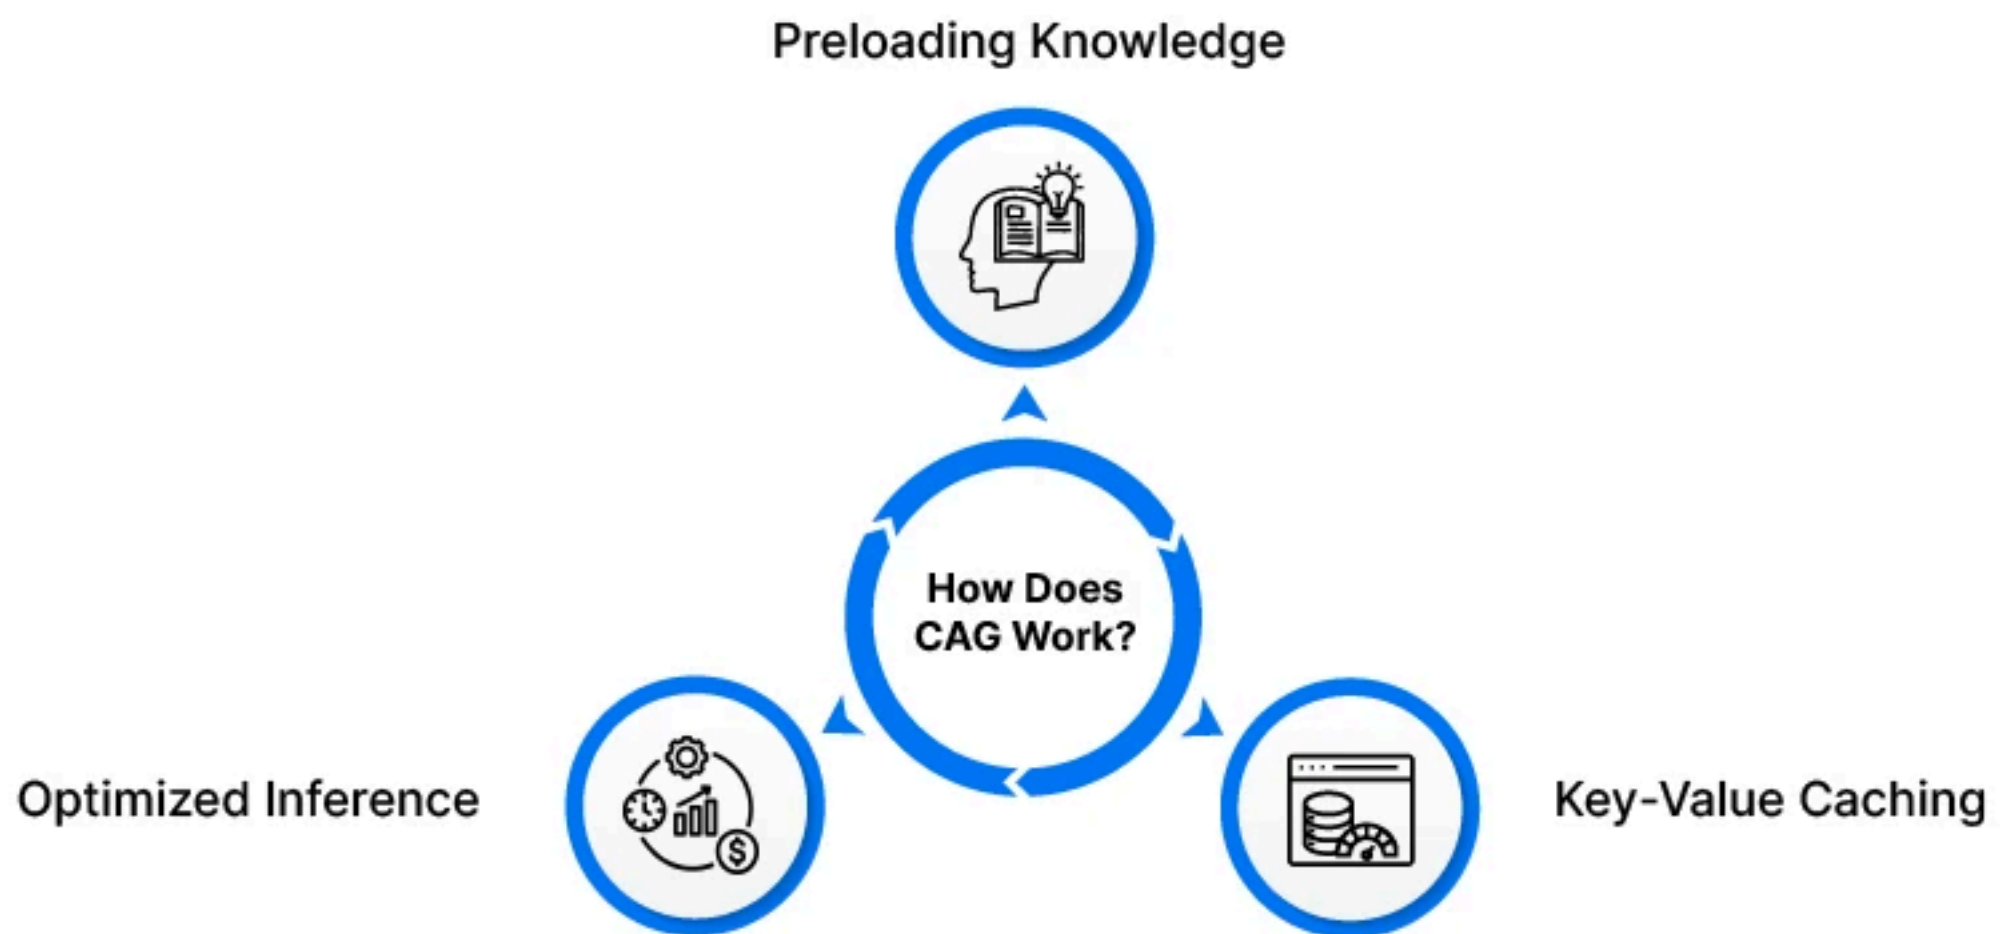 Preloading Knowledge
How Does
CAG Work?
Optimized Inference
Key-Value Caching